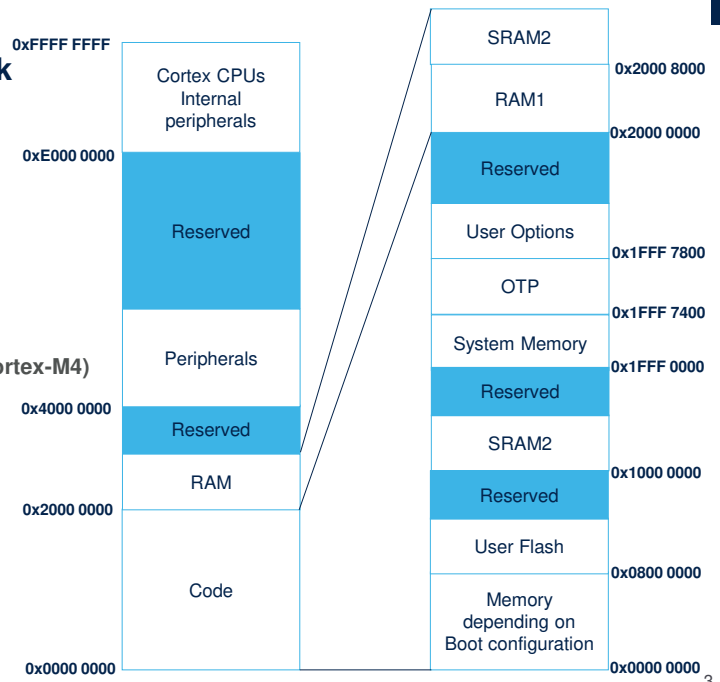 k
ortex-M4)
0xFFFF FFFF
Cortex CPUs
Internal
peripherals
0xE000 0000
Reserved
Peripherals
0x4000 0000
Reserved
RAM
0x2000 0000
Code
0x0000 0000
SRAM2
0x2000 8000
RAM1
0x2000 0000
Reserved
User Options
0x1FFF 7800
OTP
0x1FFF 7400
System Memory
0x1FFF 0000
Reserved
SRAM2
0x1000 0000
Reserved
User Flash
0x0800 0000
Memory
depending on
Boot configuration
0x0000 0000
3